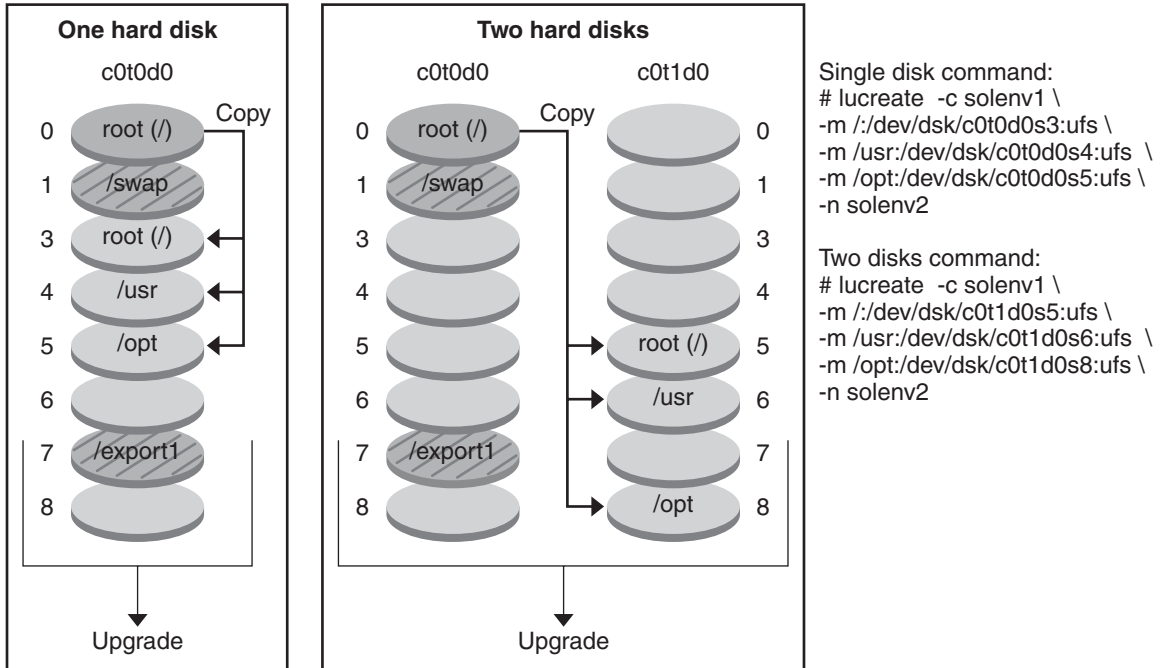 One hard disk
c0t0d0
Copy
0 root (/)
1 /swap
3 root (/)
4 /usr
5 /opt
6
7 /export1
8
Upgrade
Two hard disks
c0t0d0 c0t1d0
Copy
0 root (/) 0
1 /swap 1
3 3
4 4
5 root (/) 5
6 /usr 6
7 /export1 7
8 /opt 8
Upgrade
Single disk command:
# lucreate -c solenv1 \
-m /:/dev/dsk/c0t0d0s3:ufs \
-m /usr:/dev/dsk/c0t0d0s4:ufs \
-m /opt:/dev/dsk/c0t0d0s5:ufs \
-n solenv2
Two disks command:
# lucreate -c solenv1 \
-m /:/dev/dsk/c0t1d0s5:ufs \
-m /usr:/dev/dsk/c0t1d0s6:ufs \
-m /opt:/dev/dsk/c0t1d0s8:ufs \
-n solenv2